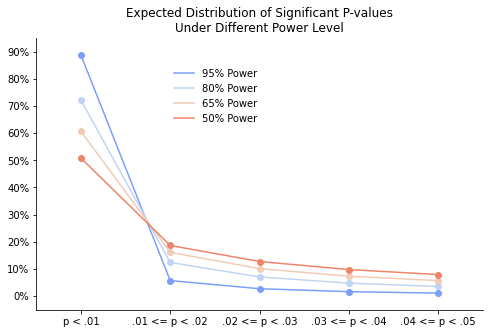 Expected Distribution of Significant P-values
Under Different Power Level
90%
80%
70%
60%
50%
40%
30%
20%
10%
0%
95% Power
80% Power
65% Power
50% Power
p < .01
.01 <= p < .02
.02 <= p < .03
.03 <= p < .04
.04 <= p < .05